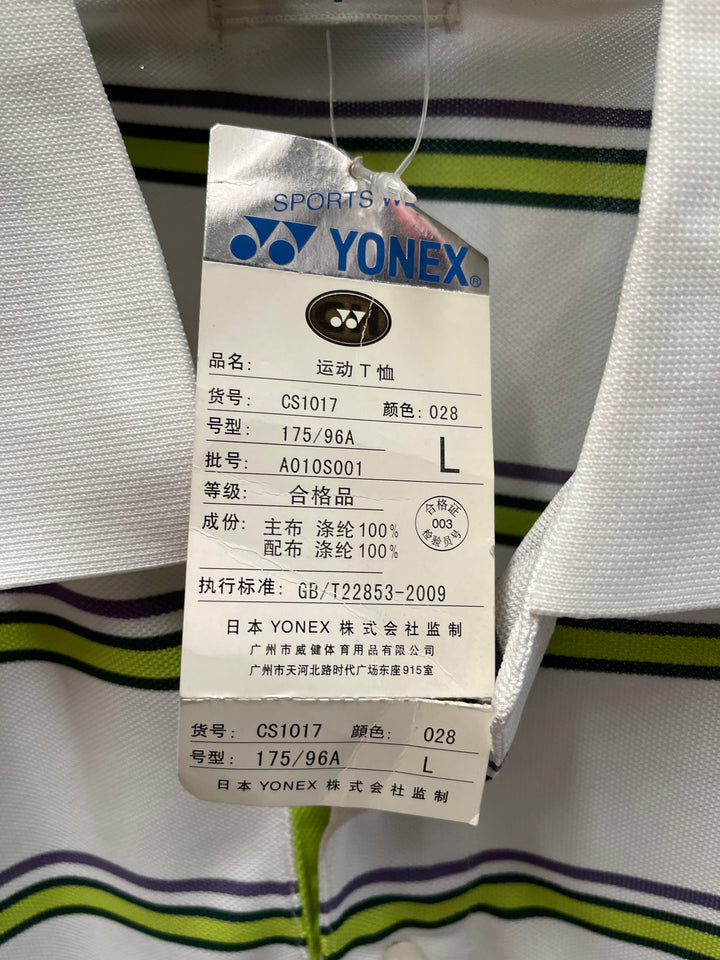 SPORTS
YONEX®
品名: 运动T恤
货号: CS1017 颜色: 028
号型: 175/96A L
批号: A010S001
等级: 合格品
成份: 主布 涤纶100%
配布 涤纶100%
合格证
003
检验员号
执行标准: GB/T22853-2009
日本 YONEX 株式会社监制
广州市威健体育用品有限公司
广州市天河北路时代广场东座915室
货号: CS1017 顔色: 028
号型: 175/96A L
日本 YONEX 株式会社监制